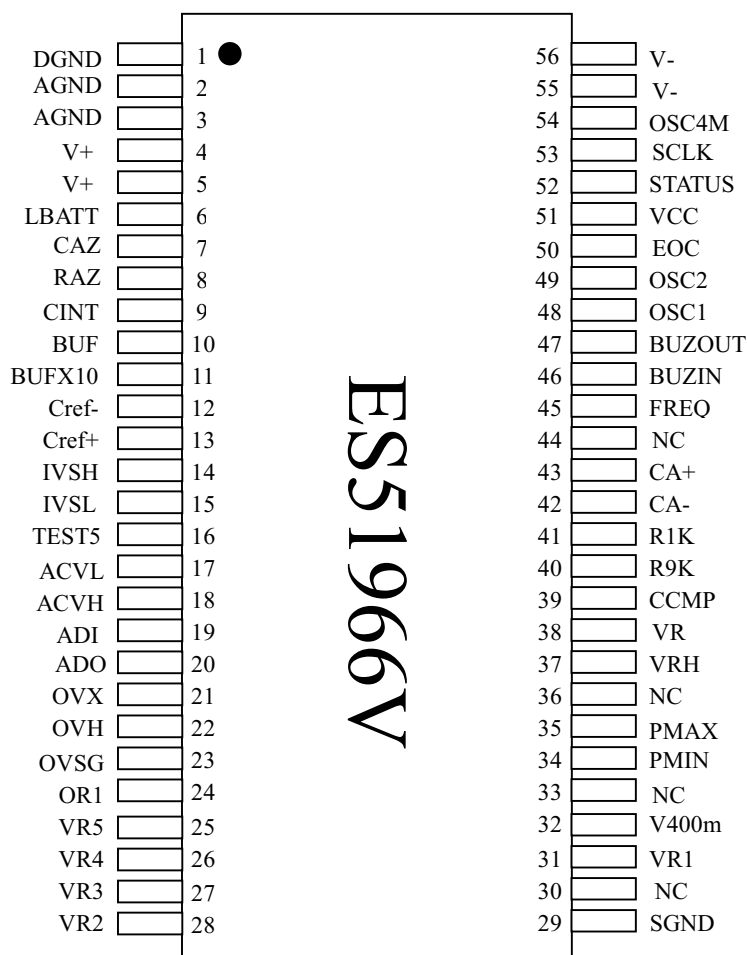 DGND 1 56 V-
AGND 2 55 V-
AGND 3 54 OSC4M
V+ 4 53 SCLK
V+ 5 52 STATUS
LBATT 6 51 VCC
CAZ 7 50 EOC
RAZ 8 49 OSC2
CINT 9 48 OSC1
BUF 10 47 BUZOUT
BUFX10 11 46 BUZIN
Cref- 12 45 FREQ
Cref+ 13 44 NC
IVSH 14 43 CA+
IVSL 15 42 CA-
TEST5 16 41 R1K
ACVL 17 40 R9K
ACVH 18 39 CCMP
ADI 19 38 VR
ADO 20 37 VRH
OVX 21 36 NC
OVH 22 35 PMAX
OVSG 23 34 PMIN
OR1 24 33 NC
VR5 25 32 V400m
VR4 26 31 VR1
VR3 27 30 NC
VR2 28 29 SGND
ES51966V